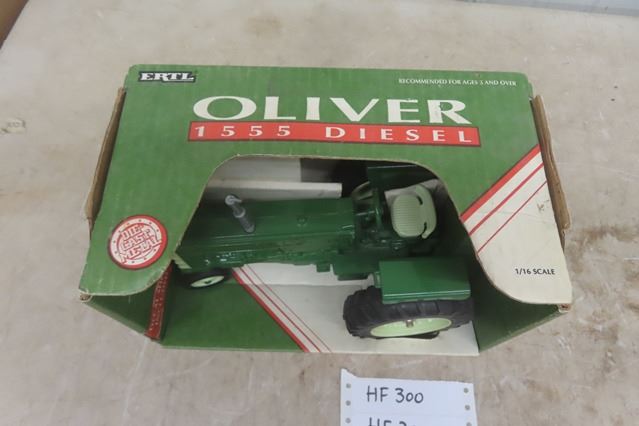 ERTL
RECOMMENDED FOR AGES 3 AND OVER
OLIVER
1555 DIESEL
DIE
CAST
METAL
1/16 SCALE
HF 300